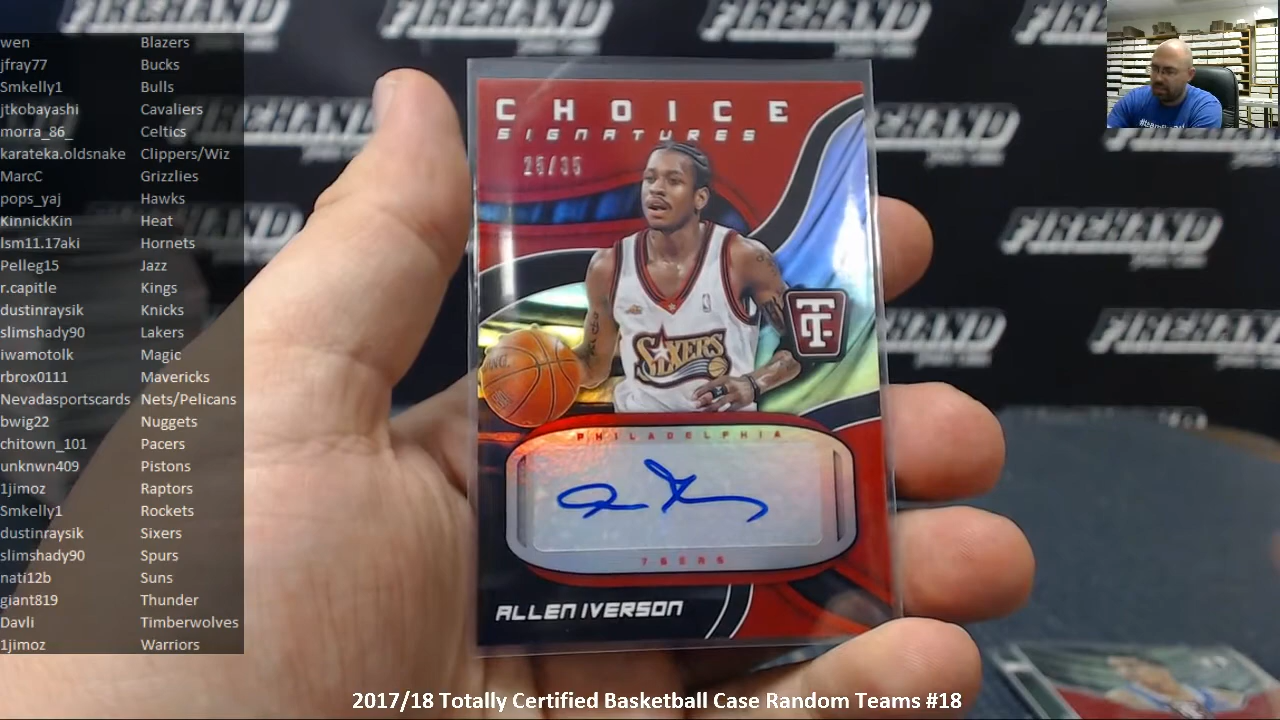 wen Blazers
jfray77 Bucks
Smkelly1 Bulls
jtkobayashi Cavaliers
morra_86_ Celtics
karateka.oldsnake Clippers/Wiz
MarcC Grizzlies
pops_yaj Hawks
KinnickKin Heat
lsm11.17aki Hornets
Pelleg15 Jazz
r.capitle Kings
dustinraysik Knicks
slimshady90 Lakers
iwamotolk Magic
rbrox0111 Mavericks
Nevadasportscards Nets/Pelicans
bwig22 Nuggets
chitown_101 Pacers
unknwn409 Pistons
1jimoz Raptors
Smkelly1 Rockets
dustinraysik Sixers
slimshady90 Spurs
nati12b Suns
giant819 Thunder
Davli Timberwolves
1jimoz Warriors
CHOICE
SIGNATURES
25/35
SIXERS
TC
PHILADELPHIA
76ERS
ALLEN IVERSON
FIREHAND
FIREHAND
FIREHAND
FIREHAND
2017/18 Totally Certified Basketball Case Random Teams #18